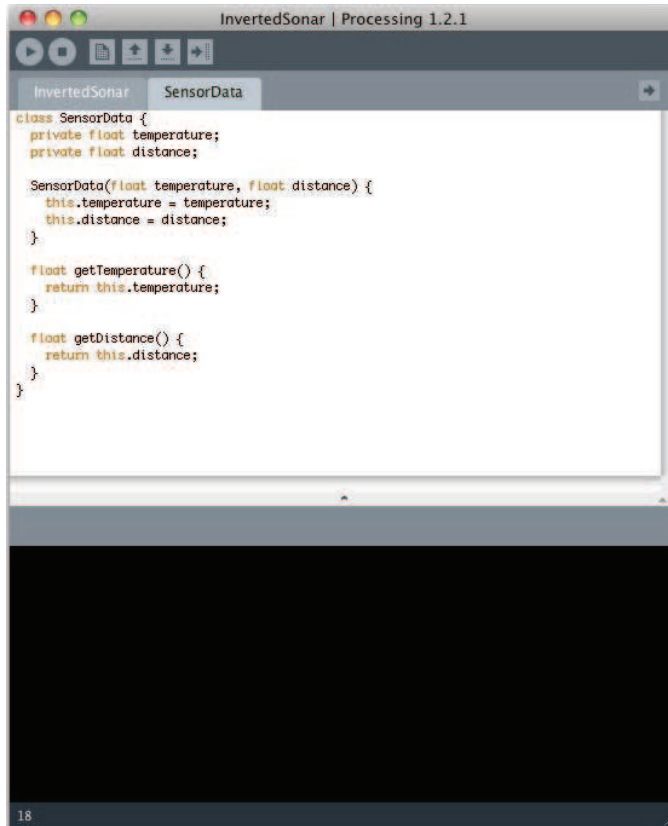 InvertedSonar | Processing 1.2.1
InvertedSonar SensorData
class SensorData {
  private float temperature;
  private float distance;

  SensorData(float temperature, float distance) {
    this.temperature = temperature;
    this.distance = distance;
  }

  float getTemperature() {
    return this.temperature;
  }

  float getDistance() {
    return this.distance;
  }
}
18